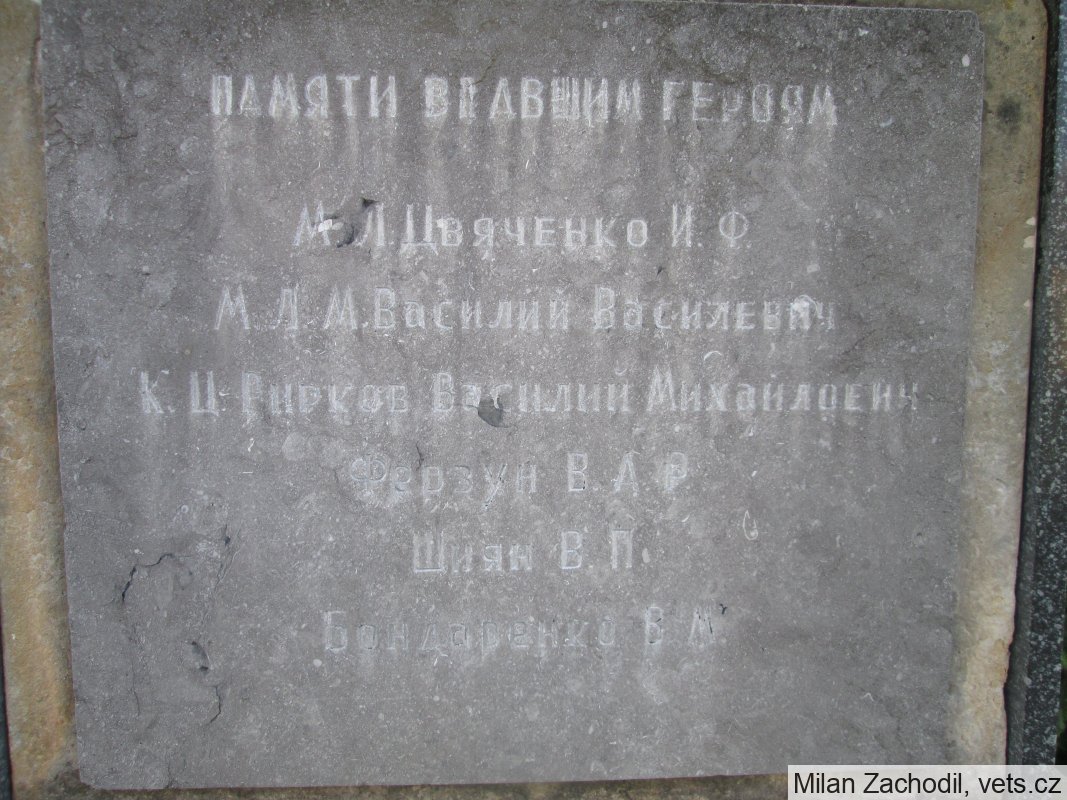 ПАМЯТИ ВПАВШИМ ГЕРОЯМ
М. Л. Цвяченко И. Ф.
М. Л. М. Василий Василевич
К. Ц. Рирков Василий Михайлович
Ферзун В. А. Р.
Шиян В. П.
Бондаренко В. М.
Milan Zachodil, vets.cz